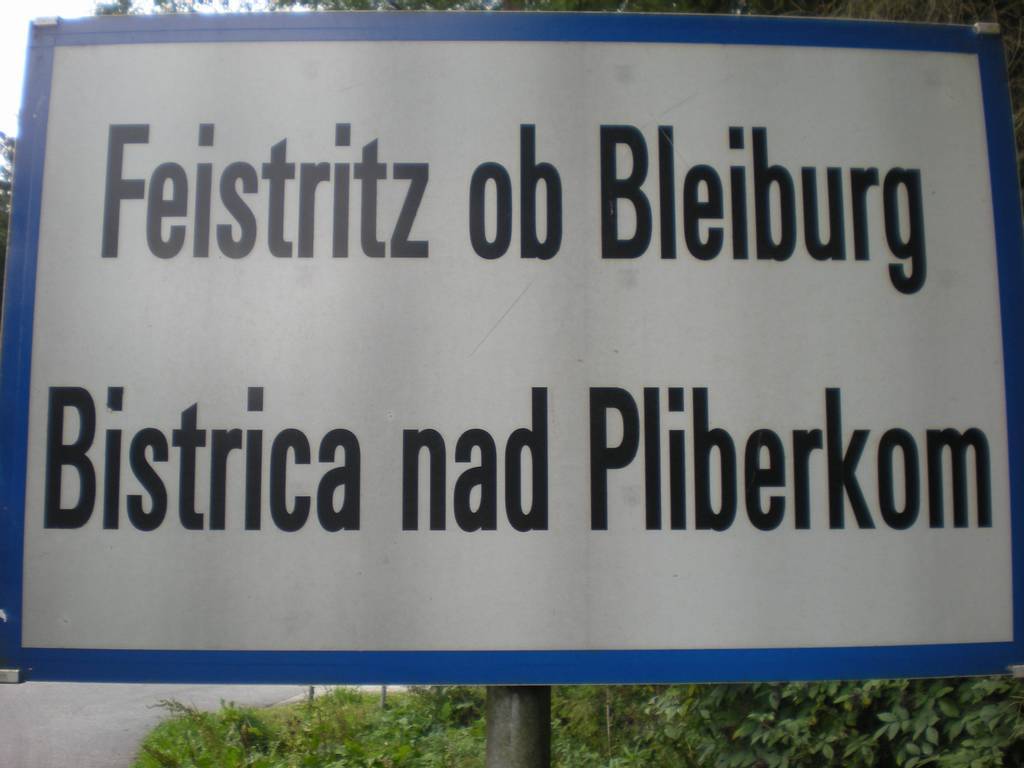 Feistritz ob Bleiburg
Bistrica nad Pliberkom